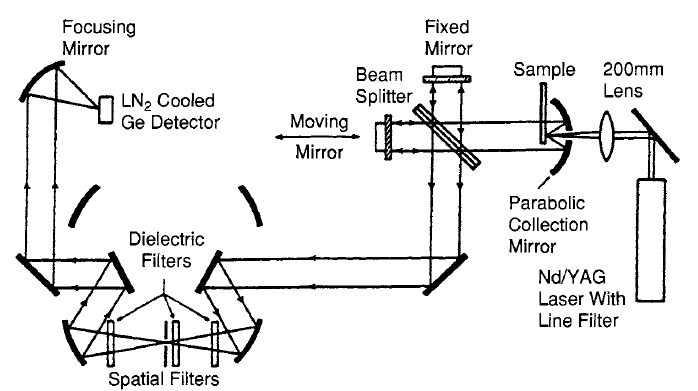 Focusing
Mirror
LN₂ Cooled
Ge Detector
Fixed
Mirror
Beam
Splitter
Sample
200mm
Lens
Moving
Mirror
Parabolic
Collection
Mirror
Dielectric
Filters
Nd/YAG
Laser With
Line Filter
Spatial Filters